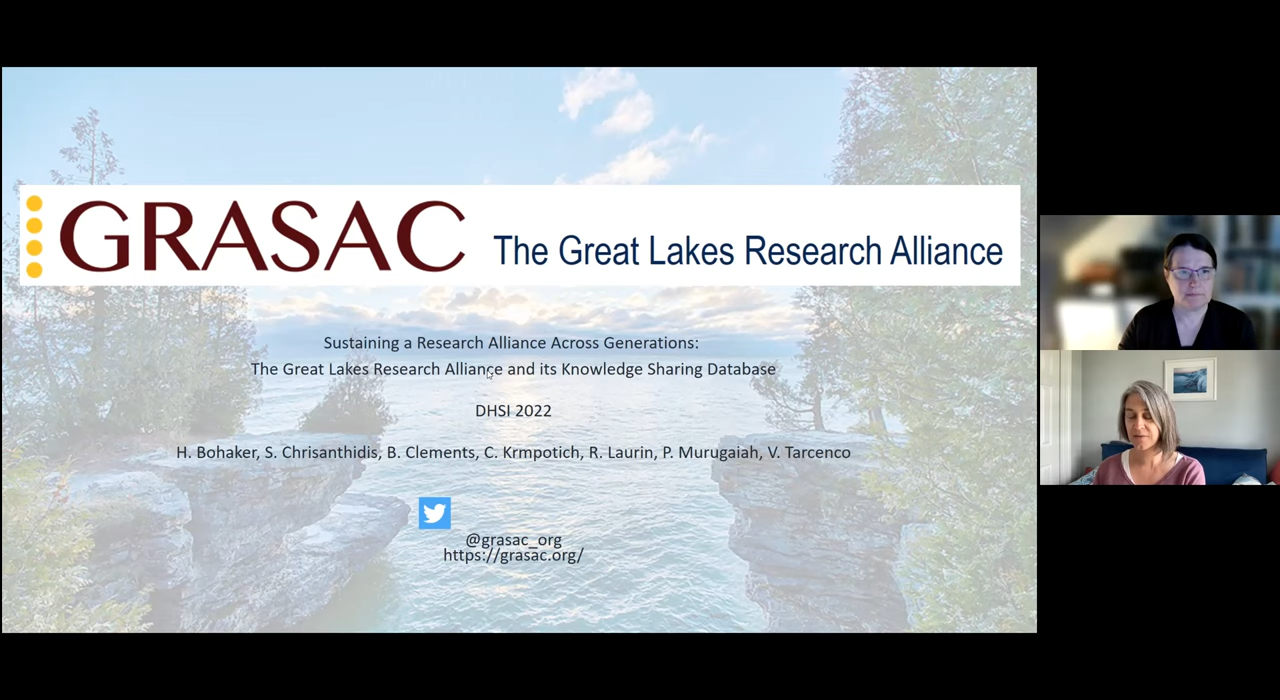 GRASAC The Great Lakes Research Alliance
Sustaining a Research Alliance Across Generations:
The Great Lakes Research Alliance and its Knowledge Sharing Database
DHSI 2022
H. Bohaker, S. Chrisanthidis, B. Clements, C. Krmpotich, R. Laurin, P. Murugaiah, V. Tarcenco
@grasac_org
https://grasac.org/